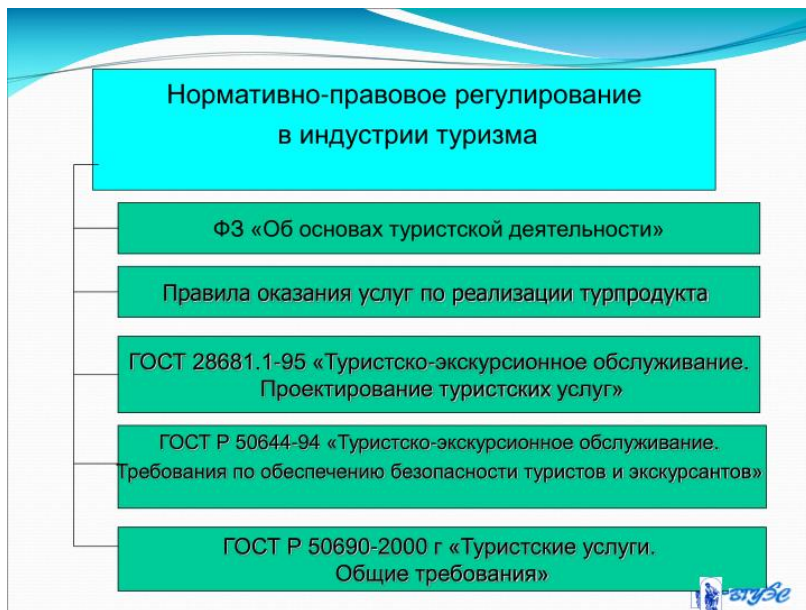 Нормативно-правовое регулирование
в индустрии туризма
ФЗ «Об основах туристской деятельности»
Правила оказания услуг по реализации турпродукта
ГОСТ 28681.1-95 «Туристско-экскурсионное обслуживание.
Проектирование туристских услуг»
ГОСТ Р 50644-94 «Туристско-экскурсионное обслуживание.
Требования по обеспечению безопасности туристов и экскурсантов»
ГОСТ Р 50690-2000 г «Туристские услуги.
Общие требования»